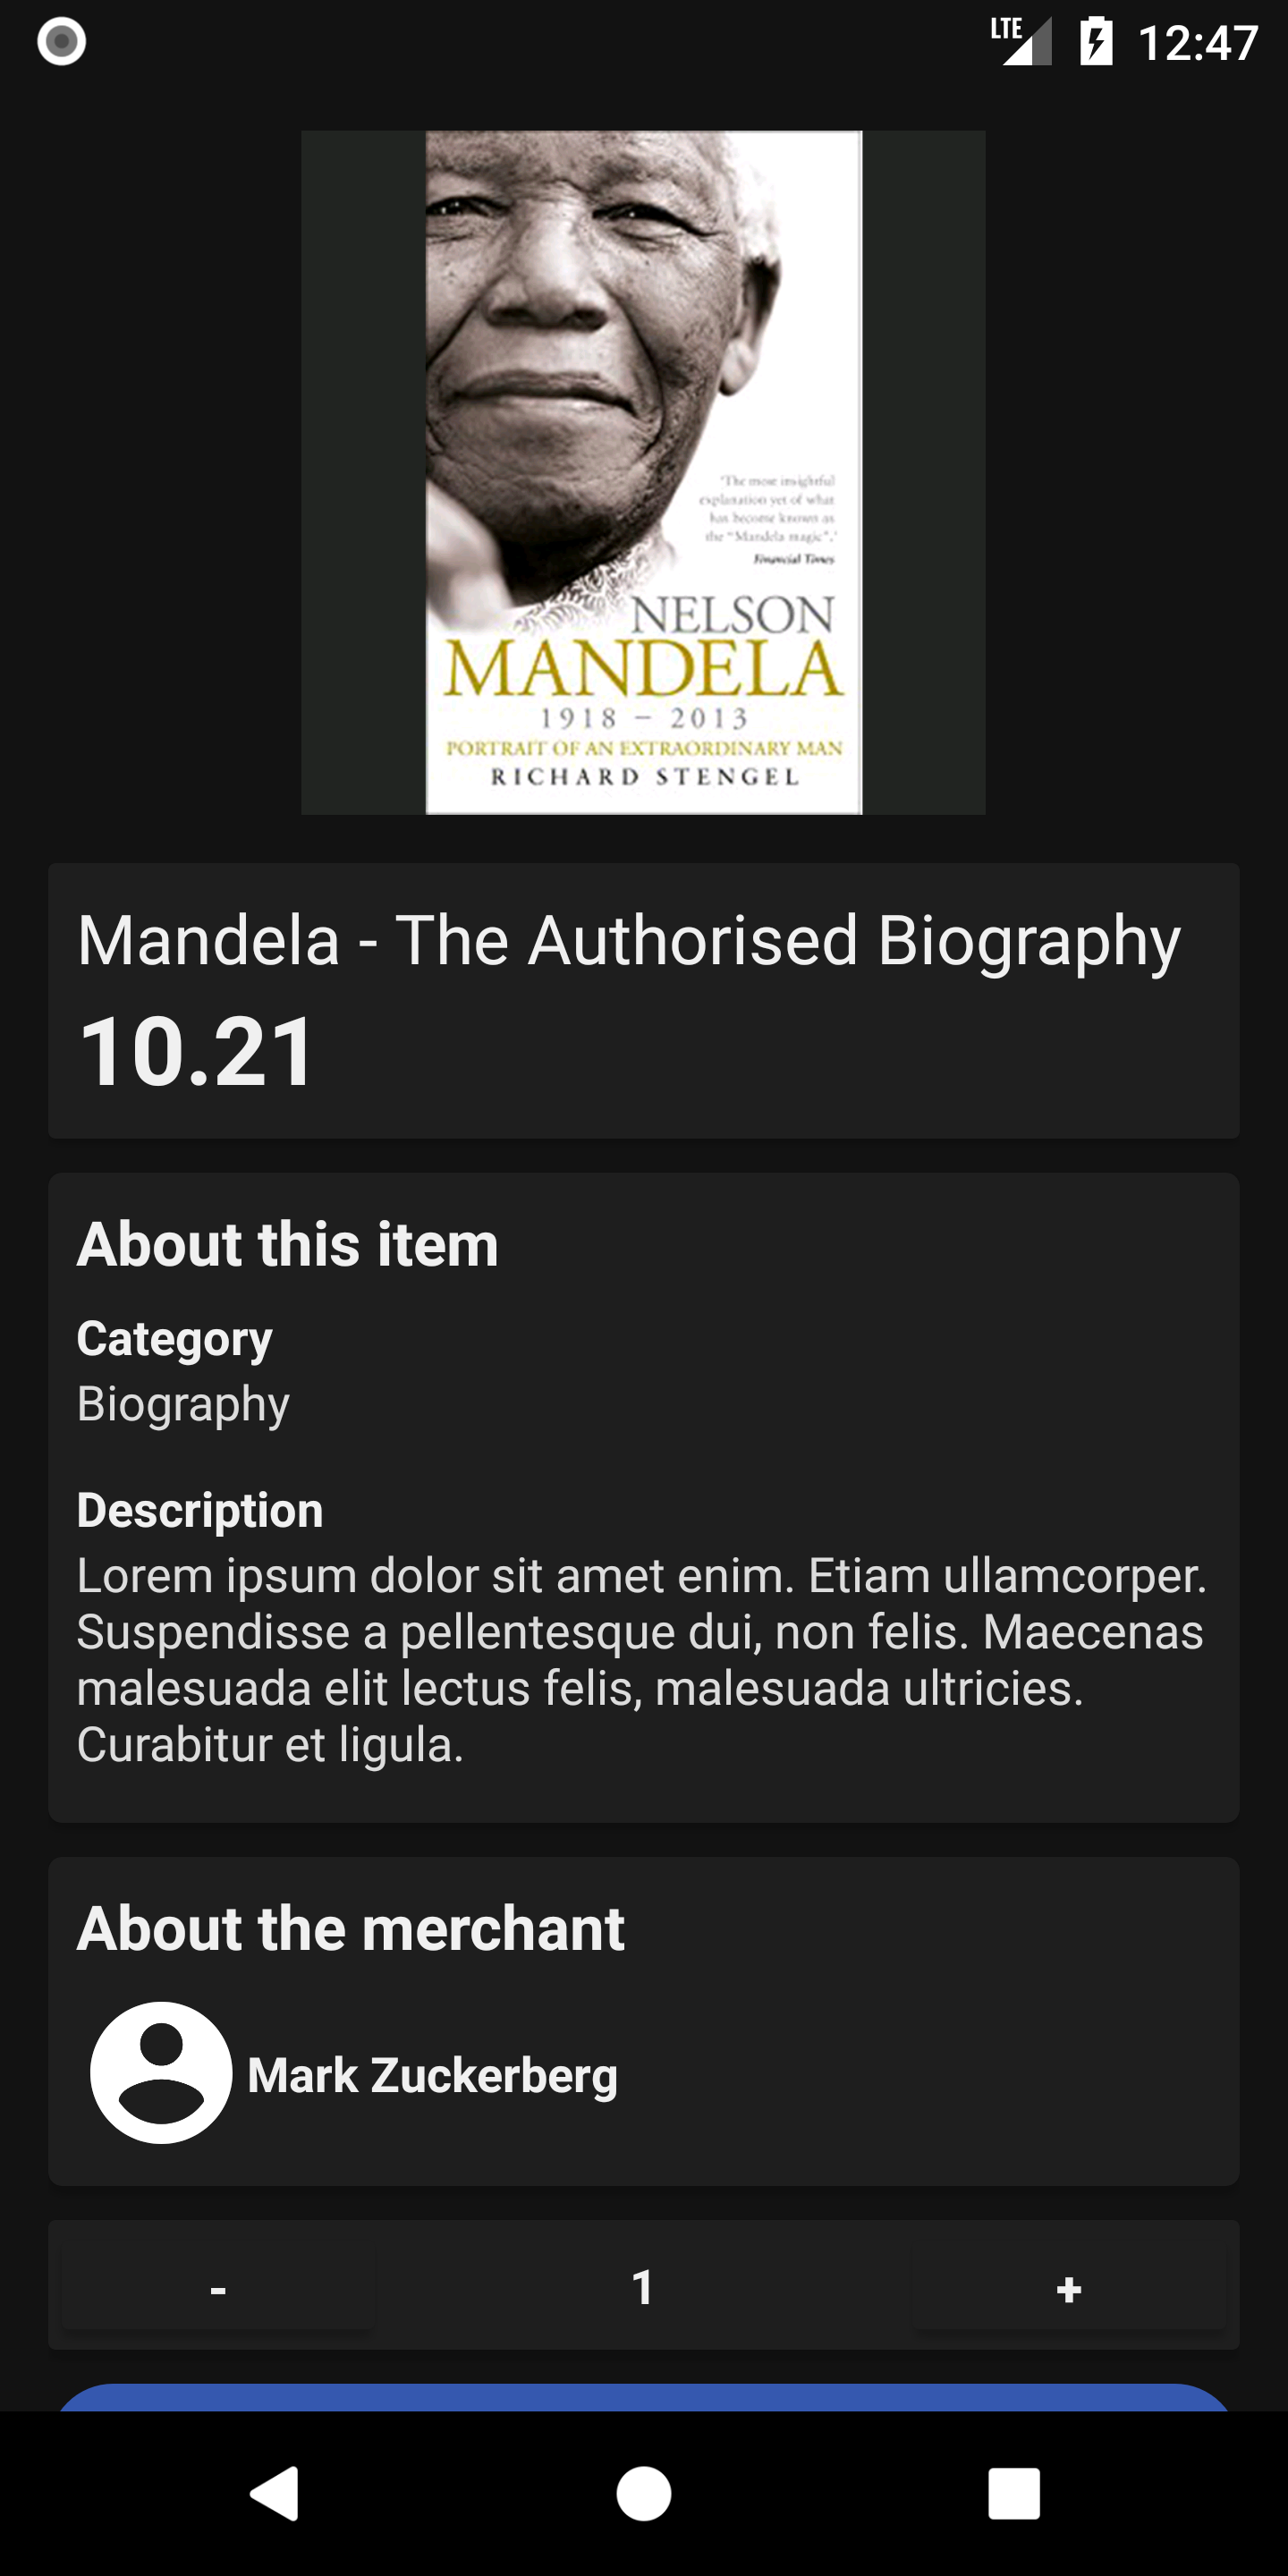 LTE 12:47
'The most insightful
explanation yet of what
has become known as
the "Mandela magic".'
Financial Times
NELSON
MANDELA
1918 – 2013
PORTRAIT OF AN EXTRAORDINARY MAN
RICHARD STENGEL
Mandela - The Authorised Biography
10.21
About this item
Category
Biography
Description
Lorem ipsum dolor sit amet enim. Etiam ullamcorper.
Suspendisse a pellentesque dui, non felis. Maecenas
malesuada elit lectus felis, malesuada ultricies.
Curabitur et ligula.
About the merchant
Mark Zuckerberg
- 1 +